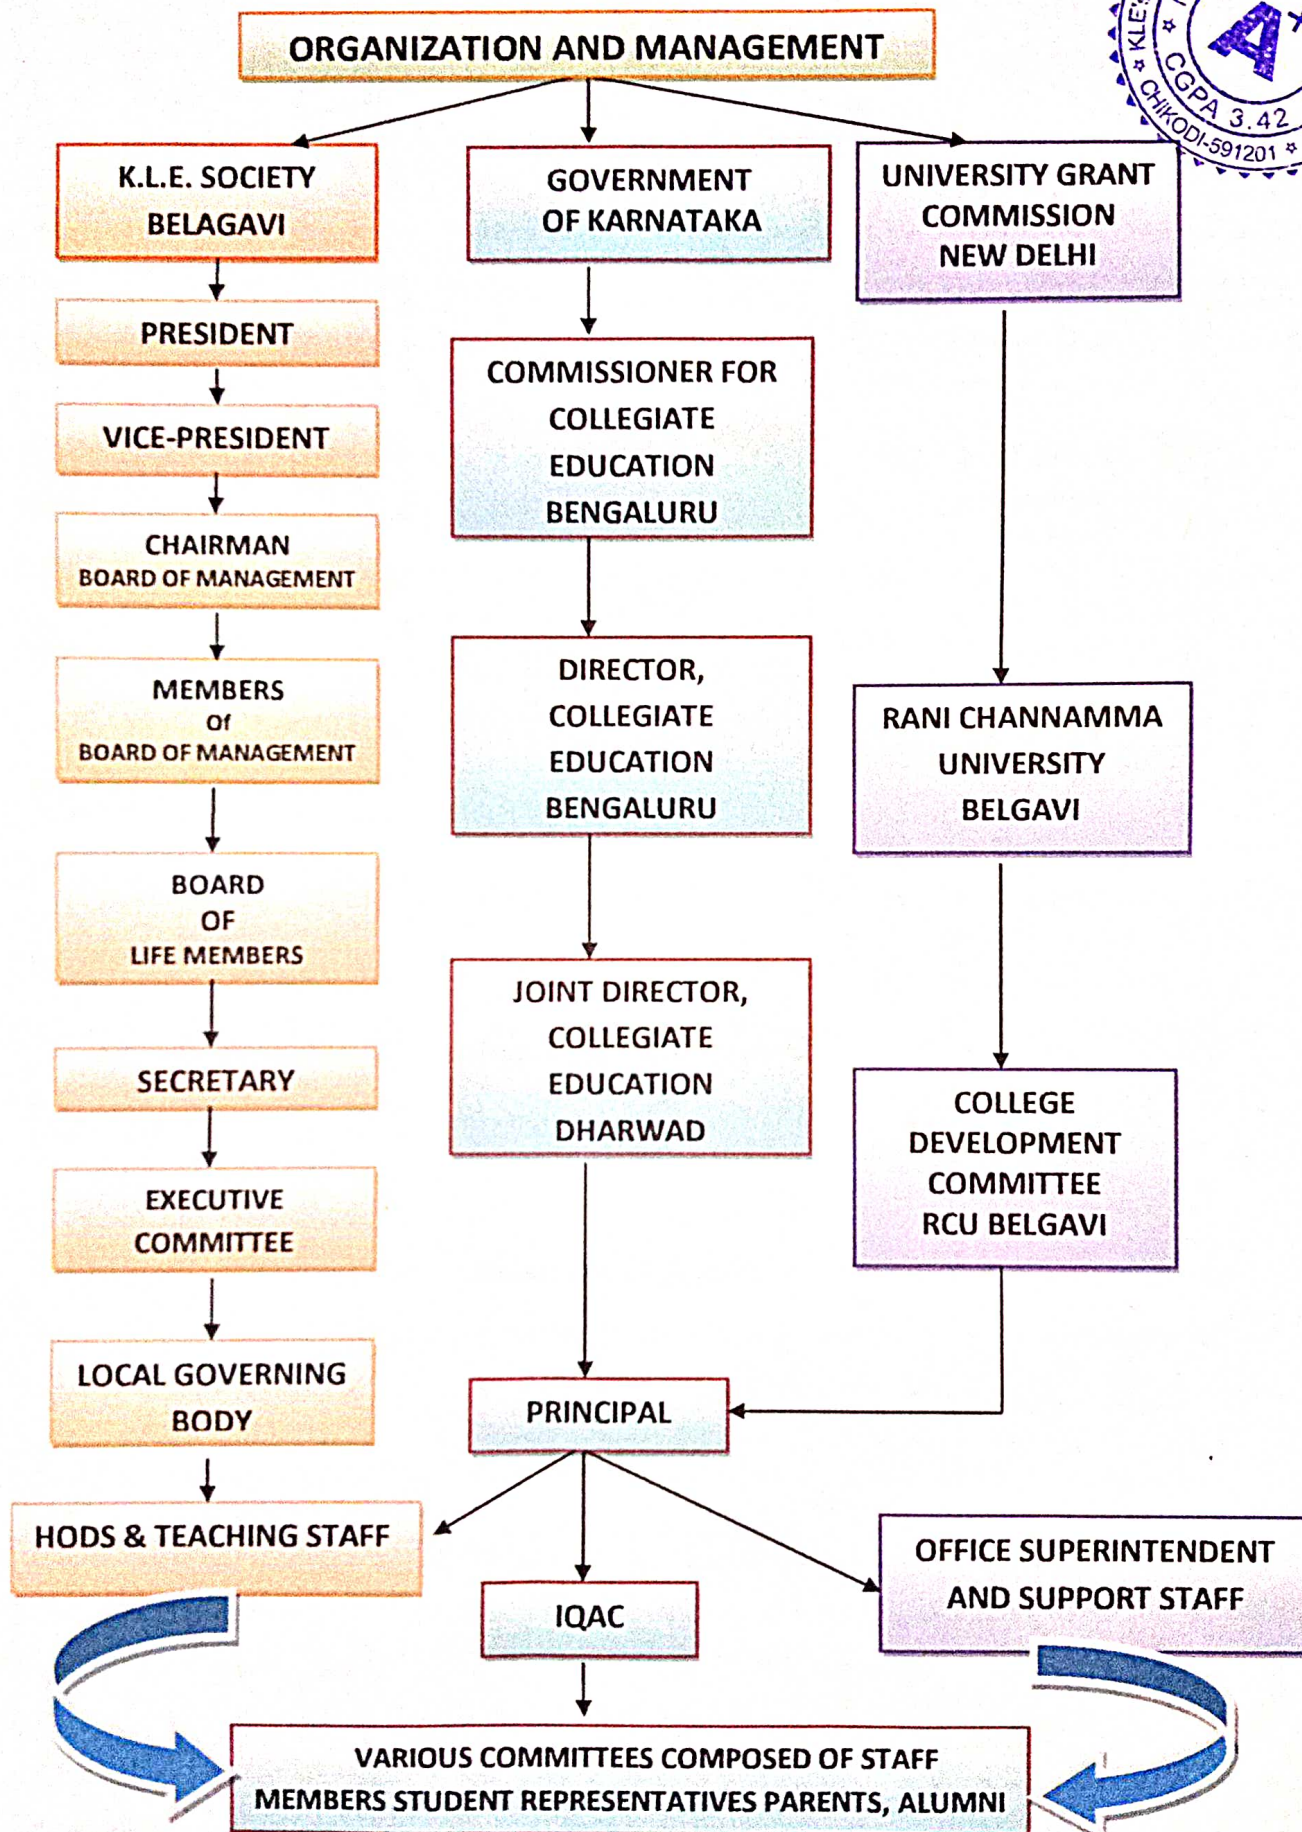 ORGANIZATION AND MANAGEMENT
KLE'S
A+
CGPA 3.42
CHIKODI-591201
K.L.E. SOCIETY
BELAGAVI
GOVERNMENT
OF KARNATAKA
UNIVERSITY GRANT
COMMISSION
NEW DELHI
PRESIDENT
VICE-PRESIDENT
CHAIRMAN
BOARD OF MANAGEMENT
MEMBERS
Of
BOARD OF MANAGEMENT
BOARD
OF
LIFE MEMBERS
SECRETARY
EXECUTIVE
COMMITTEE
LOCAL GOVERNING
BODY
HODS & TEACHING STAFF
COMMISSIONER FOR
COLLEGIATE
EDUCATION
BENGALURU
DIRECTOR,
COLLEGIATE
EDUCATION
BENGALURU
JOINT DIRECTOR,
COLLEGIATE
EDUCATION
DHARWAD
PRINCIPAL
IQAC
RANI CHANNAMMA
UNIVERSITY
BELGAVI
COLLEGE
DEVELOPMENT
COMMITTEE
RCU BELGAVI
OFFICE SUPERINTENDENT
AND SUPPORT STAFF
VARIOUS COMMITTEES COMPOSED OF STAFF
MEMBERS STUDENT REPRESENTATIVES PARENTS, ALUMNI